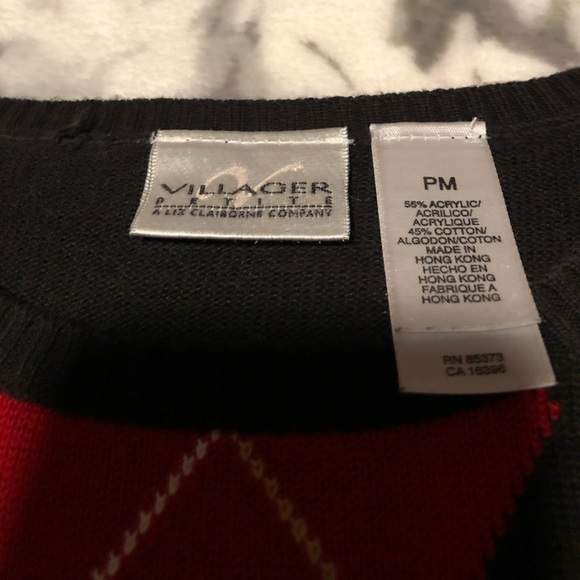 VILLAGER
PETITE
A LIZ CLAIBORNE COMPANY
PM
55% ACRYLIC/
ACRILICO/
ACRYLIQUE
45% COTTON/
ALGODON/COTON
MADE IN
HONG KONG
HECHO EN
HONG KONG
FABRIQUE A
HONG KONG
RN 85373
CA 16396